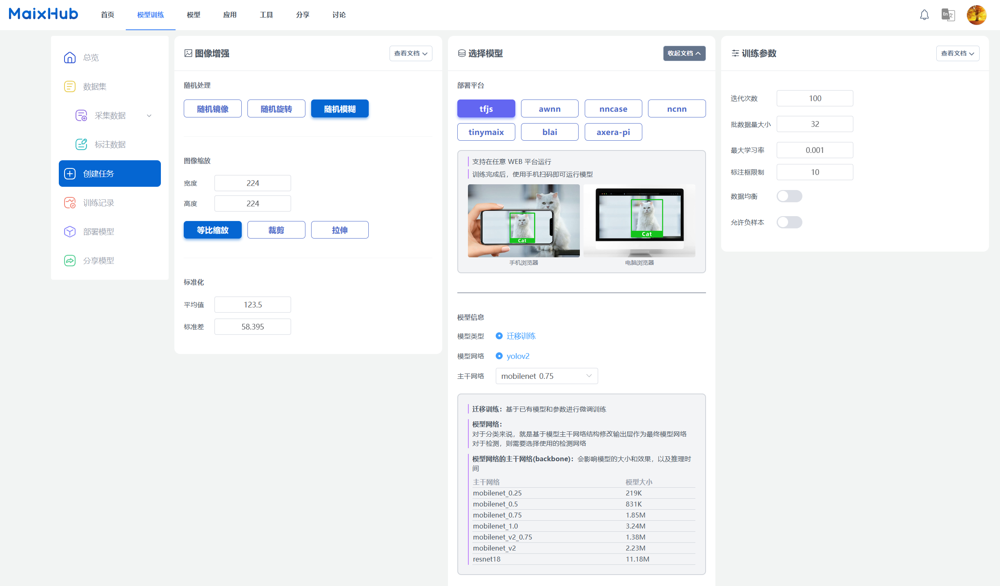 MaixHub
首页
模型训练
模型
应用
工具
分享
讨论
En 文
总览
数据集
采集数据
标注数据
创建任务
训练记录
部署模型
分享模型
图像增强
查看文档
随机处理
随机镜像
随机旋转
随机模糊
图像缩放
宽度 224
高度 224
等比缩放
裁剪
拉伸
标准化
平均值 123.5
标准差 58.395
选择模型
收起文档
部署平台
tfjs
awnn
nncase
ncnn
tinymaix
blai
axera-pi
支持在任意 WEB 平台运行
训练完成后，使用手机扫码即可运行模型
Cat
Cat
手机浏览器
电脑浏览器
模型信息
模型类型 迁移训练
模型网络 yolov2
主干网络 mobilenet 0.75
迁移训练：基于已有模型和参数进行微调训练
模型网络：
对于分类来说，就是基于模型主干网络结构修改输出层作为最终模型网络
对于检测，则需要选择使用的检测网络
模型网络的主干网络(backbone)：会影响模型的大小和效果，以及推理时
间
主干网络 模型大小
mobilenet_0.25 219K
mobilenet_0.5 831K
mobilenet_0.75 1.85M
mobilenet_1.0 3.24M
mobilenet_v2_0.75 1.38M
mobilenet_v2 2.23M
resnet18 11.18M
训练参数
查看文档
迭代次数 100
批数据量大小 32
最大学习率 0.001
标注框限制 10
数据均衡
允许负样本